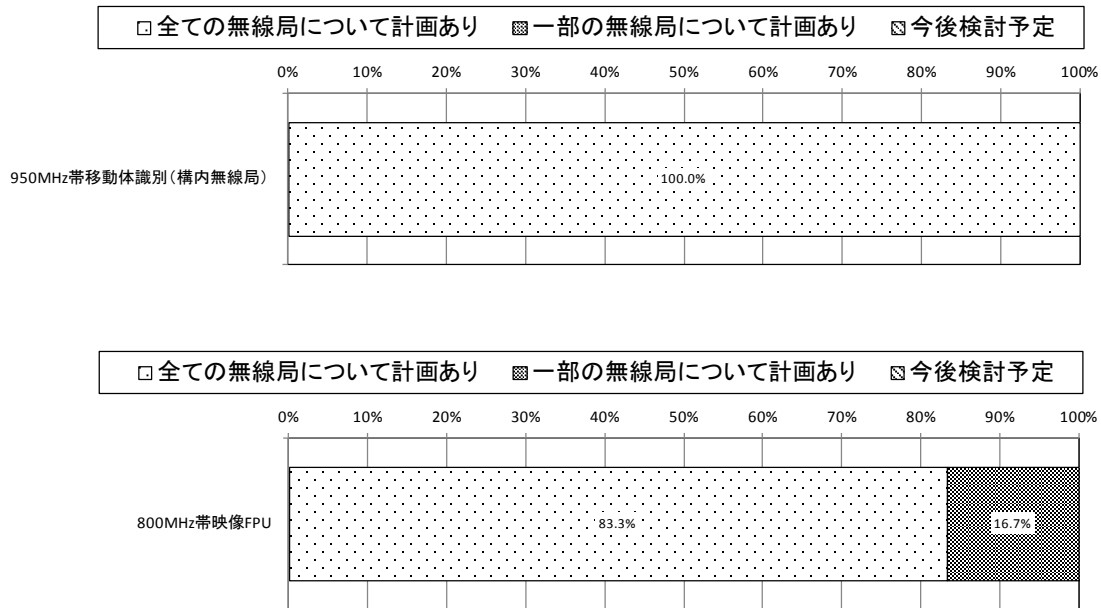 全ての無線局について計画あり 一部の無線局について計画あり 今後検討予定
0% 10% 20% 30% 40% 50% 60% 70% 80% 90% 100%
950MHz帯移動体識別(構内無線局)
100.0%
全ての無線局について計画あり 一部の無線局について計画あり 今後検討予定
0% 10% 20% 30% 40% 50% 60% 70% 80% 90% 100%
800MHz帯映像FPU
83.3% 16.7%